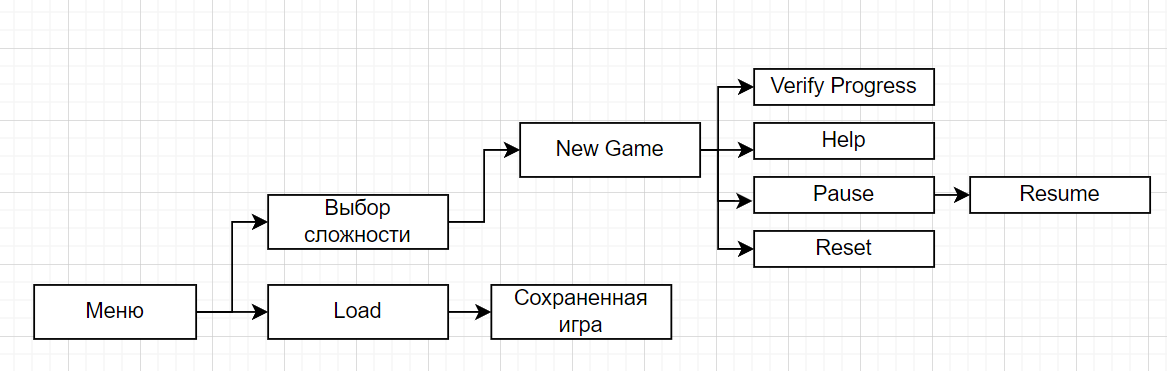 Verify Progress
Help
New Game
Pause
Resume
Выбор
сложности
Reset
Меню
Load
Сохраненная
игра